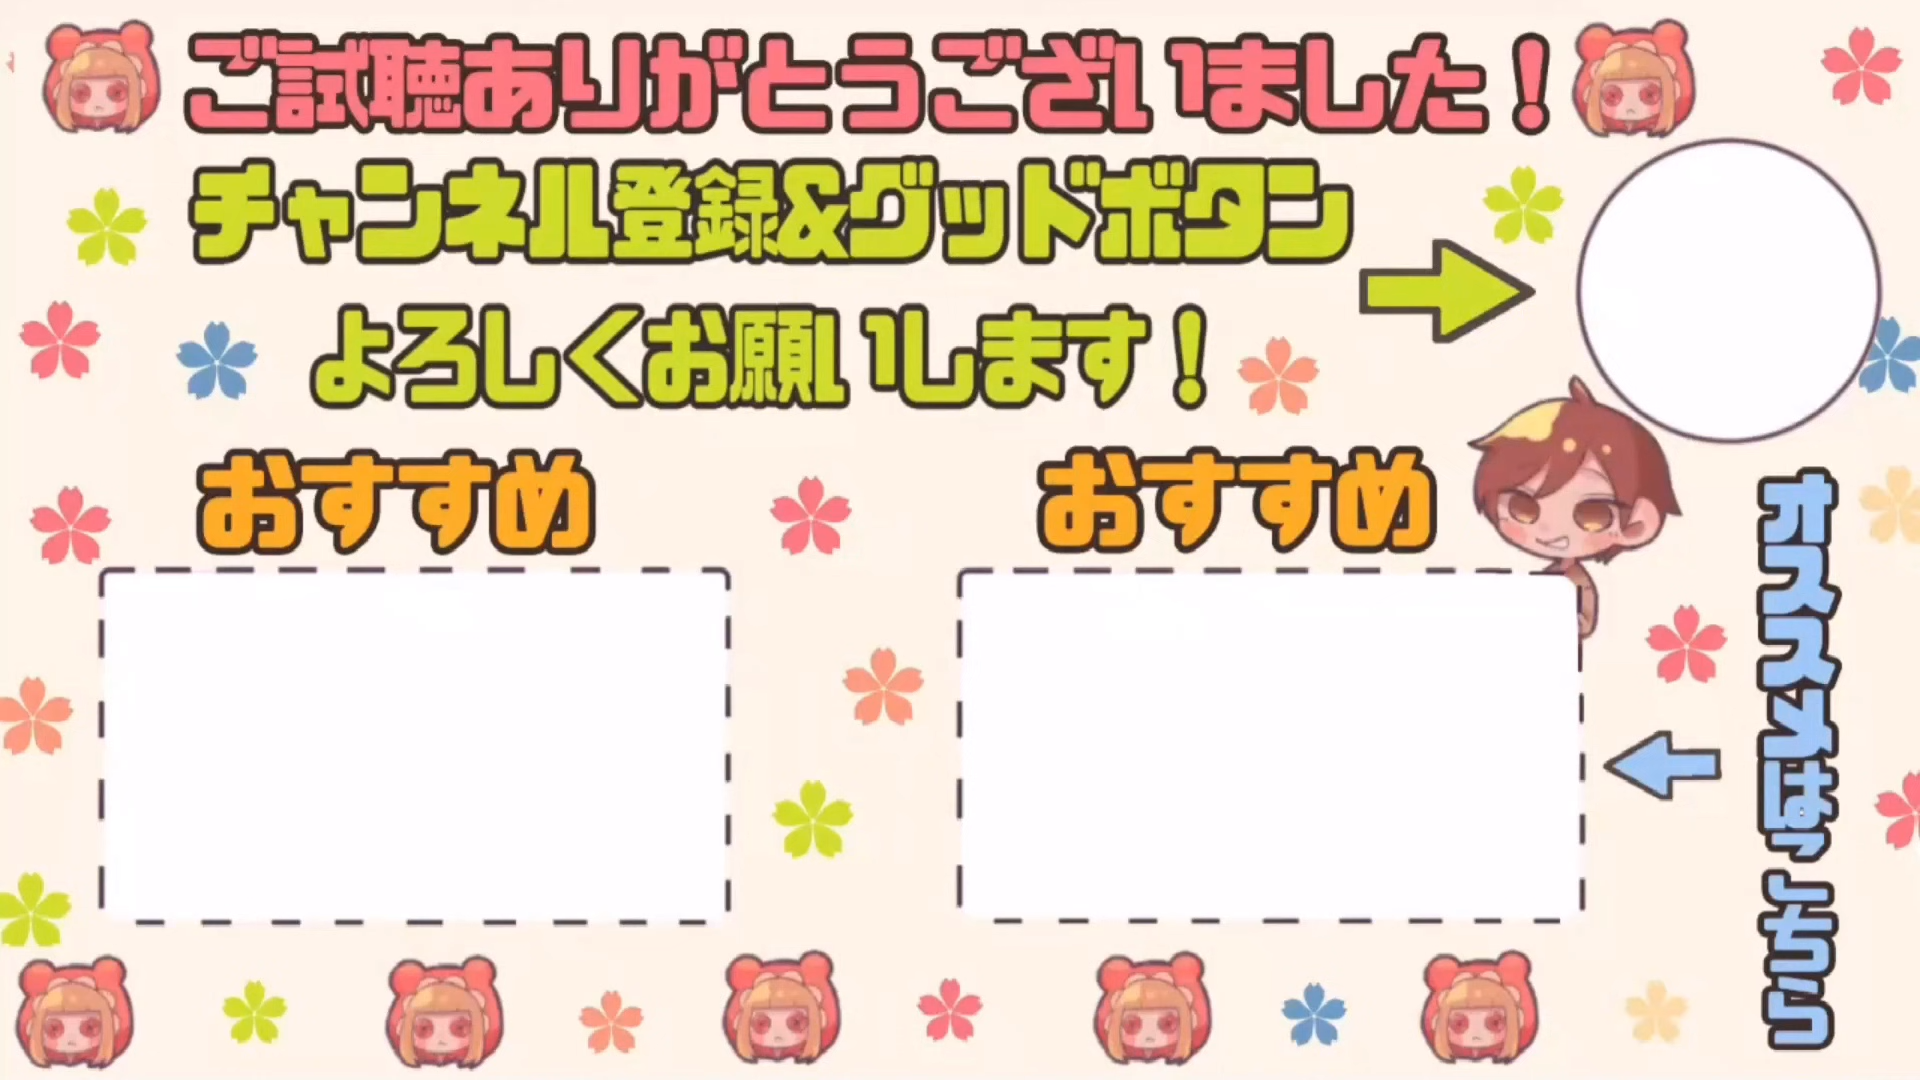 ご試聴ありがとうございました！
チャンネル登録&グッドボタン
よろしくお願いします！
おすすめ
おすすめ
オススメはこちら